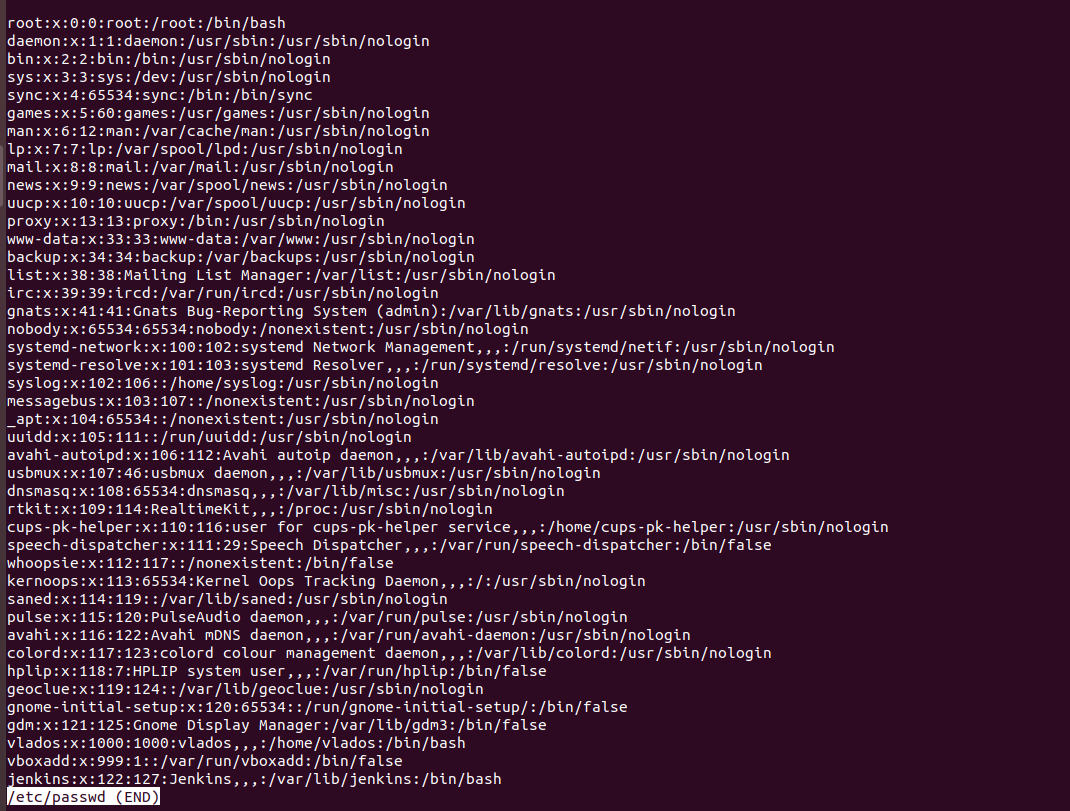 root:x:0:0:root:/root:/bin/bash
daemon:x:1:1:daemon:/usr/sbin:/usr/sbin/nologin
bin:x:2:2:bin:/bin:/usr/sbin/nologin
sys:x:3:3:sys:/dev:/usr/sbin/nologin
sync:x:4:65534:sync:/bin:/bin/sync
games:x:5:60:games:/usr/games:/usr/sbin/nologin
man:x:6:12:man:/var/cache/man:/usr/sbin/nologin
lp:x:7:7:lp:/var/spool/lpd:/usr/sbin/nologin
mail:x:8:8:mail:/var/mail:/usr/sbin/nologin
news:x:9:9:news:/var/spool/news:/usr/sbin/nologin
uucp:x:10:10:uucp:/var/spool/uucp:/usr/sbin/nologin
proxy:x:13:13:proxy:/bin:/usr/sbin/nologin
www-data:x:33:33:www-data:/var/www:/usr/sbin/nologin
backup:x:34:34:backup:/var/backups:/usr/sbin/nologin
list:x:38:38:Mailing List Manager:/var/list:/usr/sbin/nologin
irc:x:39:39:ircd:/var/run/ircd:/usr/sbin/nologin
gnats:x:41:41:Gnats Bug-Reporting System (admin):/var/lib/gnats:/usr/sbin/nologin
nobody:x:65534:65534:nobody:/nonexistent:/usr/sbin/nologin
systemd-network:x:100:102:systemd Network Management,,,:/run/systemd/netif:/usr/sbin/nologin
systemd-resolve:x:101:103:systemd Resolver,,,:/run/systemd/resolve:/usr/sbin/nologin
syslog:x:102:106::/home/syslog:/usr/sbin/nologin
messagebus:x:103:107::/nonexistent:/usr/sbin/nologin
_apt:x:104:65534::/nonexistent:/usr/sbin/nologin
uuidd:x:105:111::/run/uuidd:/usr/sbin/nologin
avahi-autoipd:x:106:112:Avahi autoip daemon,,,:/var/lib/avahi-autoipd:/usr/sbin/nologin
usbmux:x:107:46:usbmux daemon,,,:/var/lib/usbmux:/usr/sbin/nologin
dnsmasq:x:108:65534:dnsmasq,,,:/var/lib/misc:/usr/sbin/nologin
rtkit:x:109:114:RealtimeKit,,,:/proc:/usr/sbin/nologin
cups-pk-helper:x:110:116:user for cups-pk-helper service,,,:/home/cups-pk-helper:/usr/sbin/nologin
speech-dispatcher:x:111:29:Speech Dispatcher,,,:/var/run/speech-dispatcher:/bin/false
whoopsie:x:112:117::/nonexistent:/bin/false
kernoops:x:113:65534:Kernel Oops Tracking Daemon,,,:/:/usr/sbin/nologin
saned:x:114:119::/var/lib/saned:/usr/sbin/nologin
pulse:x:115:120:PulseAudio daemon,,,:/var/run/pulse:/usr/sbin/nologin
avahi:x:116:122:Avahi mDNS daemon,,,:/var/run/avahi-daemon:/usr/sbin/nologin
colord:x:117:123:colord colour management daemon,,,:/var/lib/colord:/usr/sbin/nologin
hplip:x:118:7:HPLIP system user,,,:/var/run/hplip:/bin/false
geoclue:x:119:124::/var/lib/geoclue:/usr/sbin/nologin
gnome-initial-setup:x:120:65534::/run/gnome-initial-setup/:/bin/false
gdm:x:121:125:Gnome Display Manager:/var/lib/gdm3:/bin/false
vlados:x:1000:1000:vlados,,,:/home/vlados:/bin/bash
vboxadd:x:999:1::/var/run/vboxadd:/bin/false
jenkins:x:122:127:Jenkins,,,:/var/lib/jenkins:/bin/bash
/etc/passwd (END)